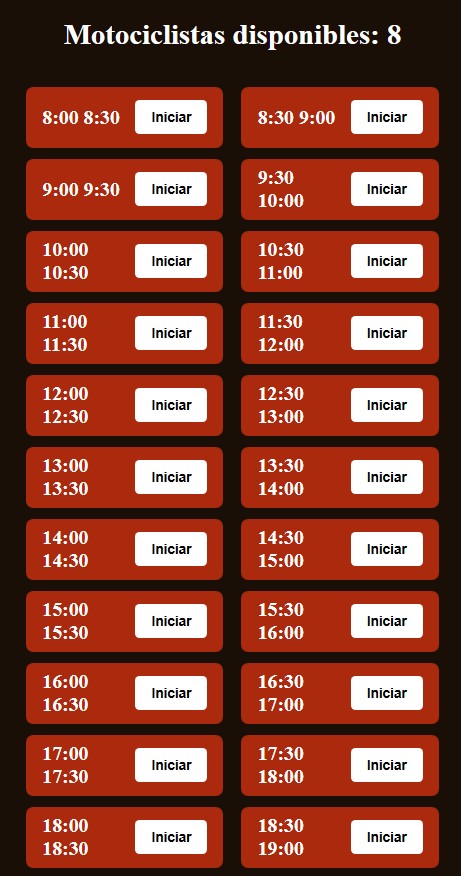 Motociclistas disponibles: 8
8:00 8:30
Iniciar
8:30 9:00
Iniciar
9:00 9:30
Iniciar
9:30
10:00
Iniciar
10:00
10:30
Iniciar
10:30
11:00
Iniciar
11:00
11:30
Iniciar
11:30
12:00
Iniciar
12:00
12:30
Iniciar
12:30
13:00
Iniciar
13:00
13:30
Iniciar
13:30
14:00
Iniciar
14:00
14:30
Iniciar
14:30
15:00
Iniciar
15:00
15:30
Iniciar
15:30
16:00
Iniciar
16:00
16:30
Iniciar
16:30
17:00
Iniciar
17:00
17:30
Iniciar
17:30
18:00
Iniciar
18:00
18:30
Iniciar
18:30
19:00
Iniciar